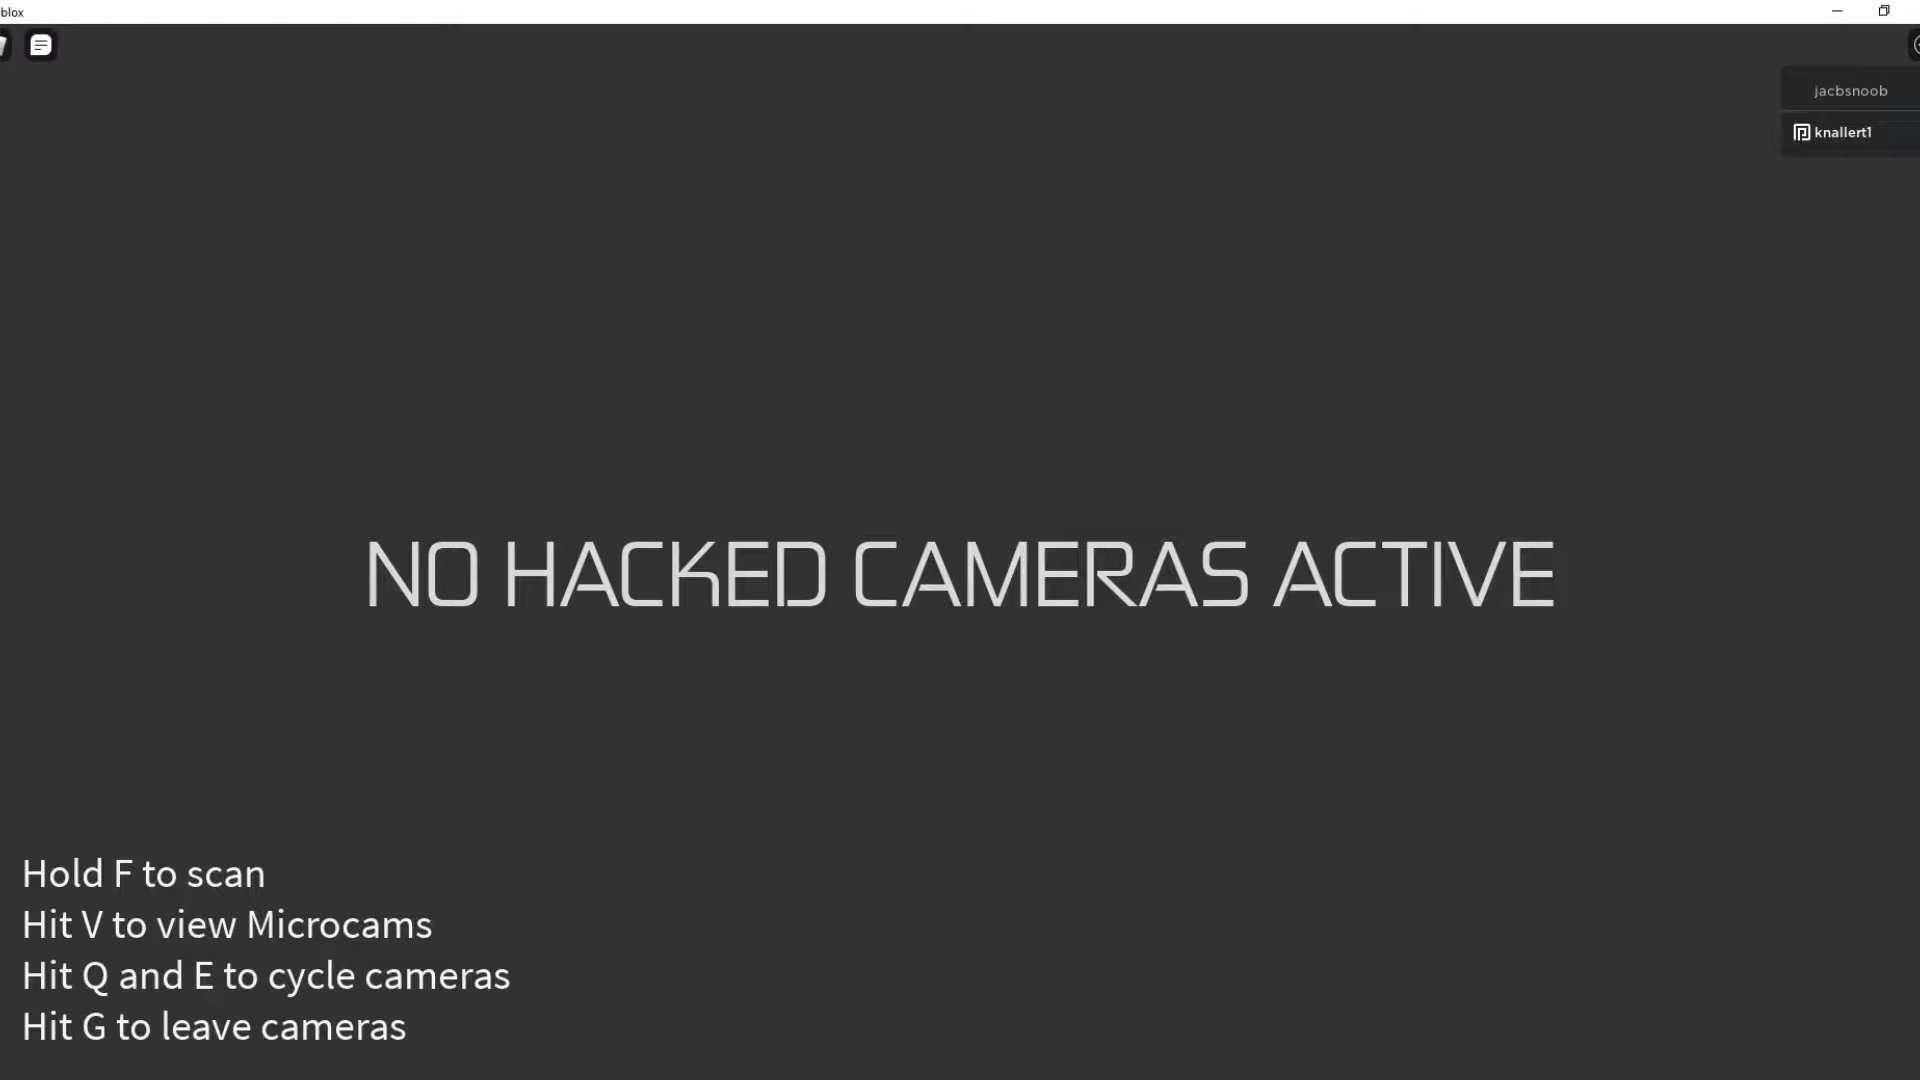 blox
jacbsnoob
knallert1
NO HACKED CAMERAS ACTIVE
Hold F to scan
Hit V to view Microcams
Hit Q and E to cycle cameras
Hit G to leave cameras